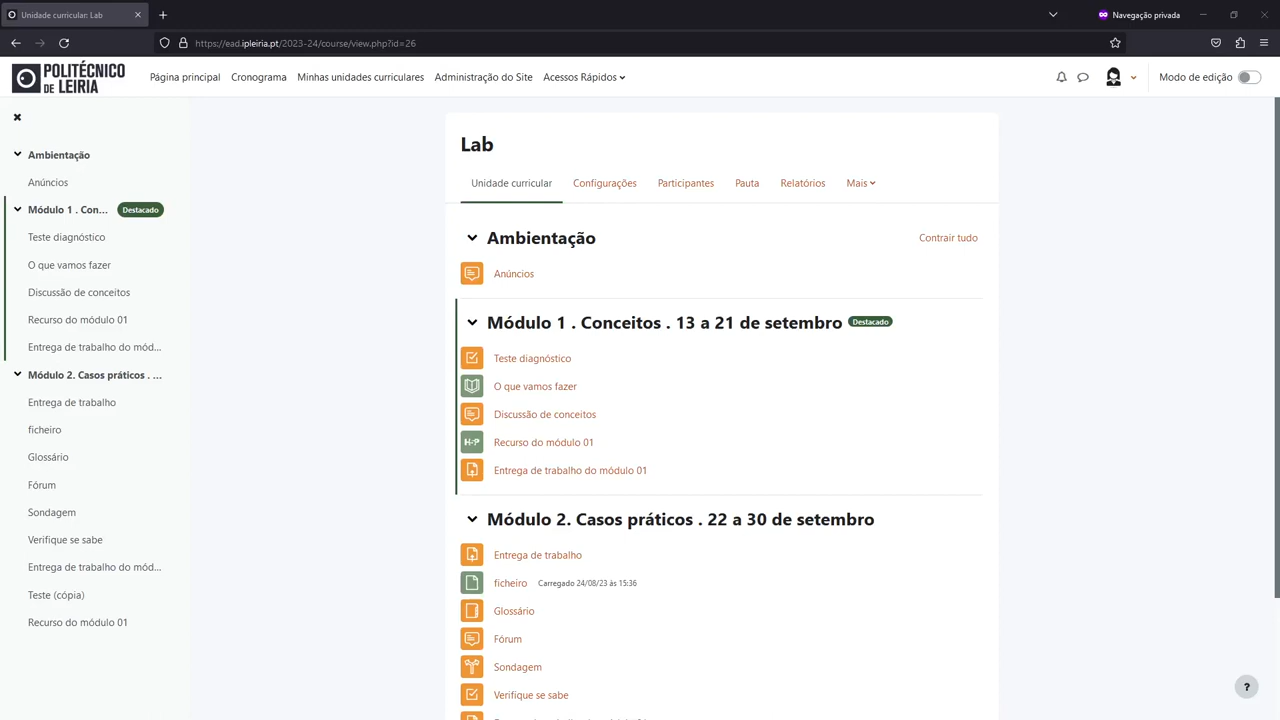 Unidade curricular: Lab
Navegação privada
https://ead.ipleiria.pt/2023-24/course/view.php?id=26
POLITÉCNICO
DE LEIRIA
Página principal
Cronograma
Minhas unidades curriculares
Administração do Site
Acessos Rápidos
Modo de edição
Ambientação
Anúncios
Módulo 1 . Con...
Destacado
Teste diagnóstico
O que vamos fazer
Discussão de conceitos
Recurso do módulo 01
Entrega de trabalho do mód...
Módulo 2. Casos práticos . ...
Entrega de trabalho
ficheiro
Glossário
Fórum
Sondagem
Verifique se sabe
Entrega de trabalho do mód...
Teste (cópia)
Recurso do módulo 01
Lab
Unidade curricular
Configurações
Participantes
Pauta
Relatórios
Mais
Ambientação
Contrair tudo
Anúncios
Módulo 1 . Conceitos . 13 a 21 de setembro
Destacado
Teste diagnóstico
O que vamos fazer
Discussão de conceitos
H-P
Recurso do módulo 01
Entrega de trabalho do módulo 01
Módulo 2. Casos práticos . 22 a 30 de setembro
Entrega de trabalho
ficheiro
Carregado 24/08/23 às 15:36
Glossário
Fórum
Sondagem
Verifique se sabe
?